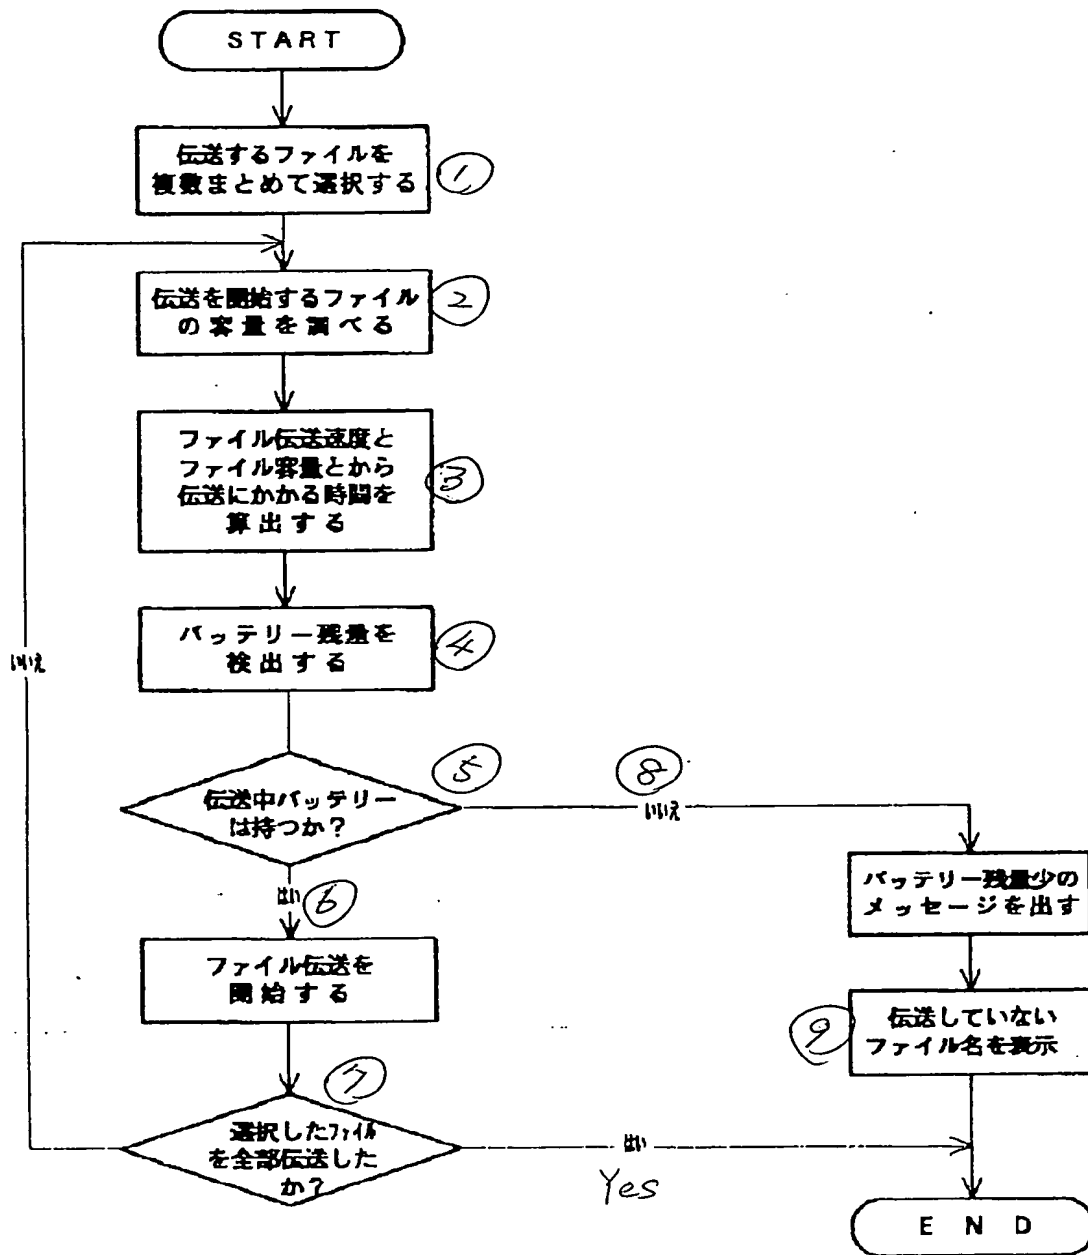 START
伝送するファイルを
複数まとめて選択する
①
伝送を開始するファイル
の容量を調べる
②
ファイル伝送速度と
ファイル容量とから
伝送にかかる時間を
算出する
③
バッテリー残量を
検出する
④
いいえ
伝送中バッテリー
は持つか?
⑤
⑧
いいえ
はい
⑥
バッテリー残量少の
メッセージを出す
ファイル伝送を
開始する
伝送していない
ファイル名を表示
⑨
⑦
選択したファイル
を全部伝送した
か?
はい
Yes
END